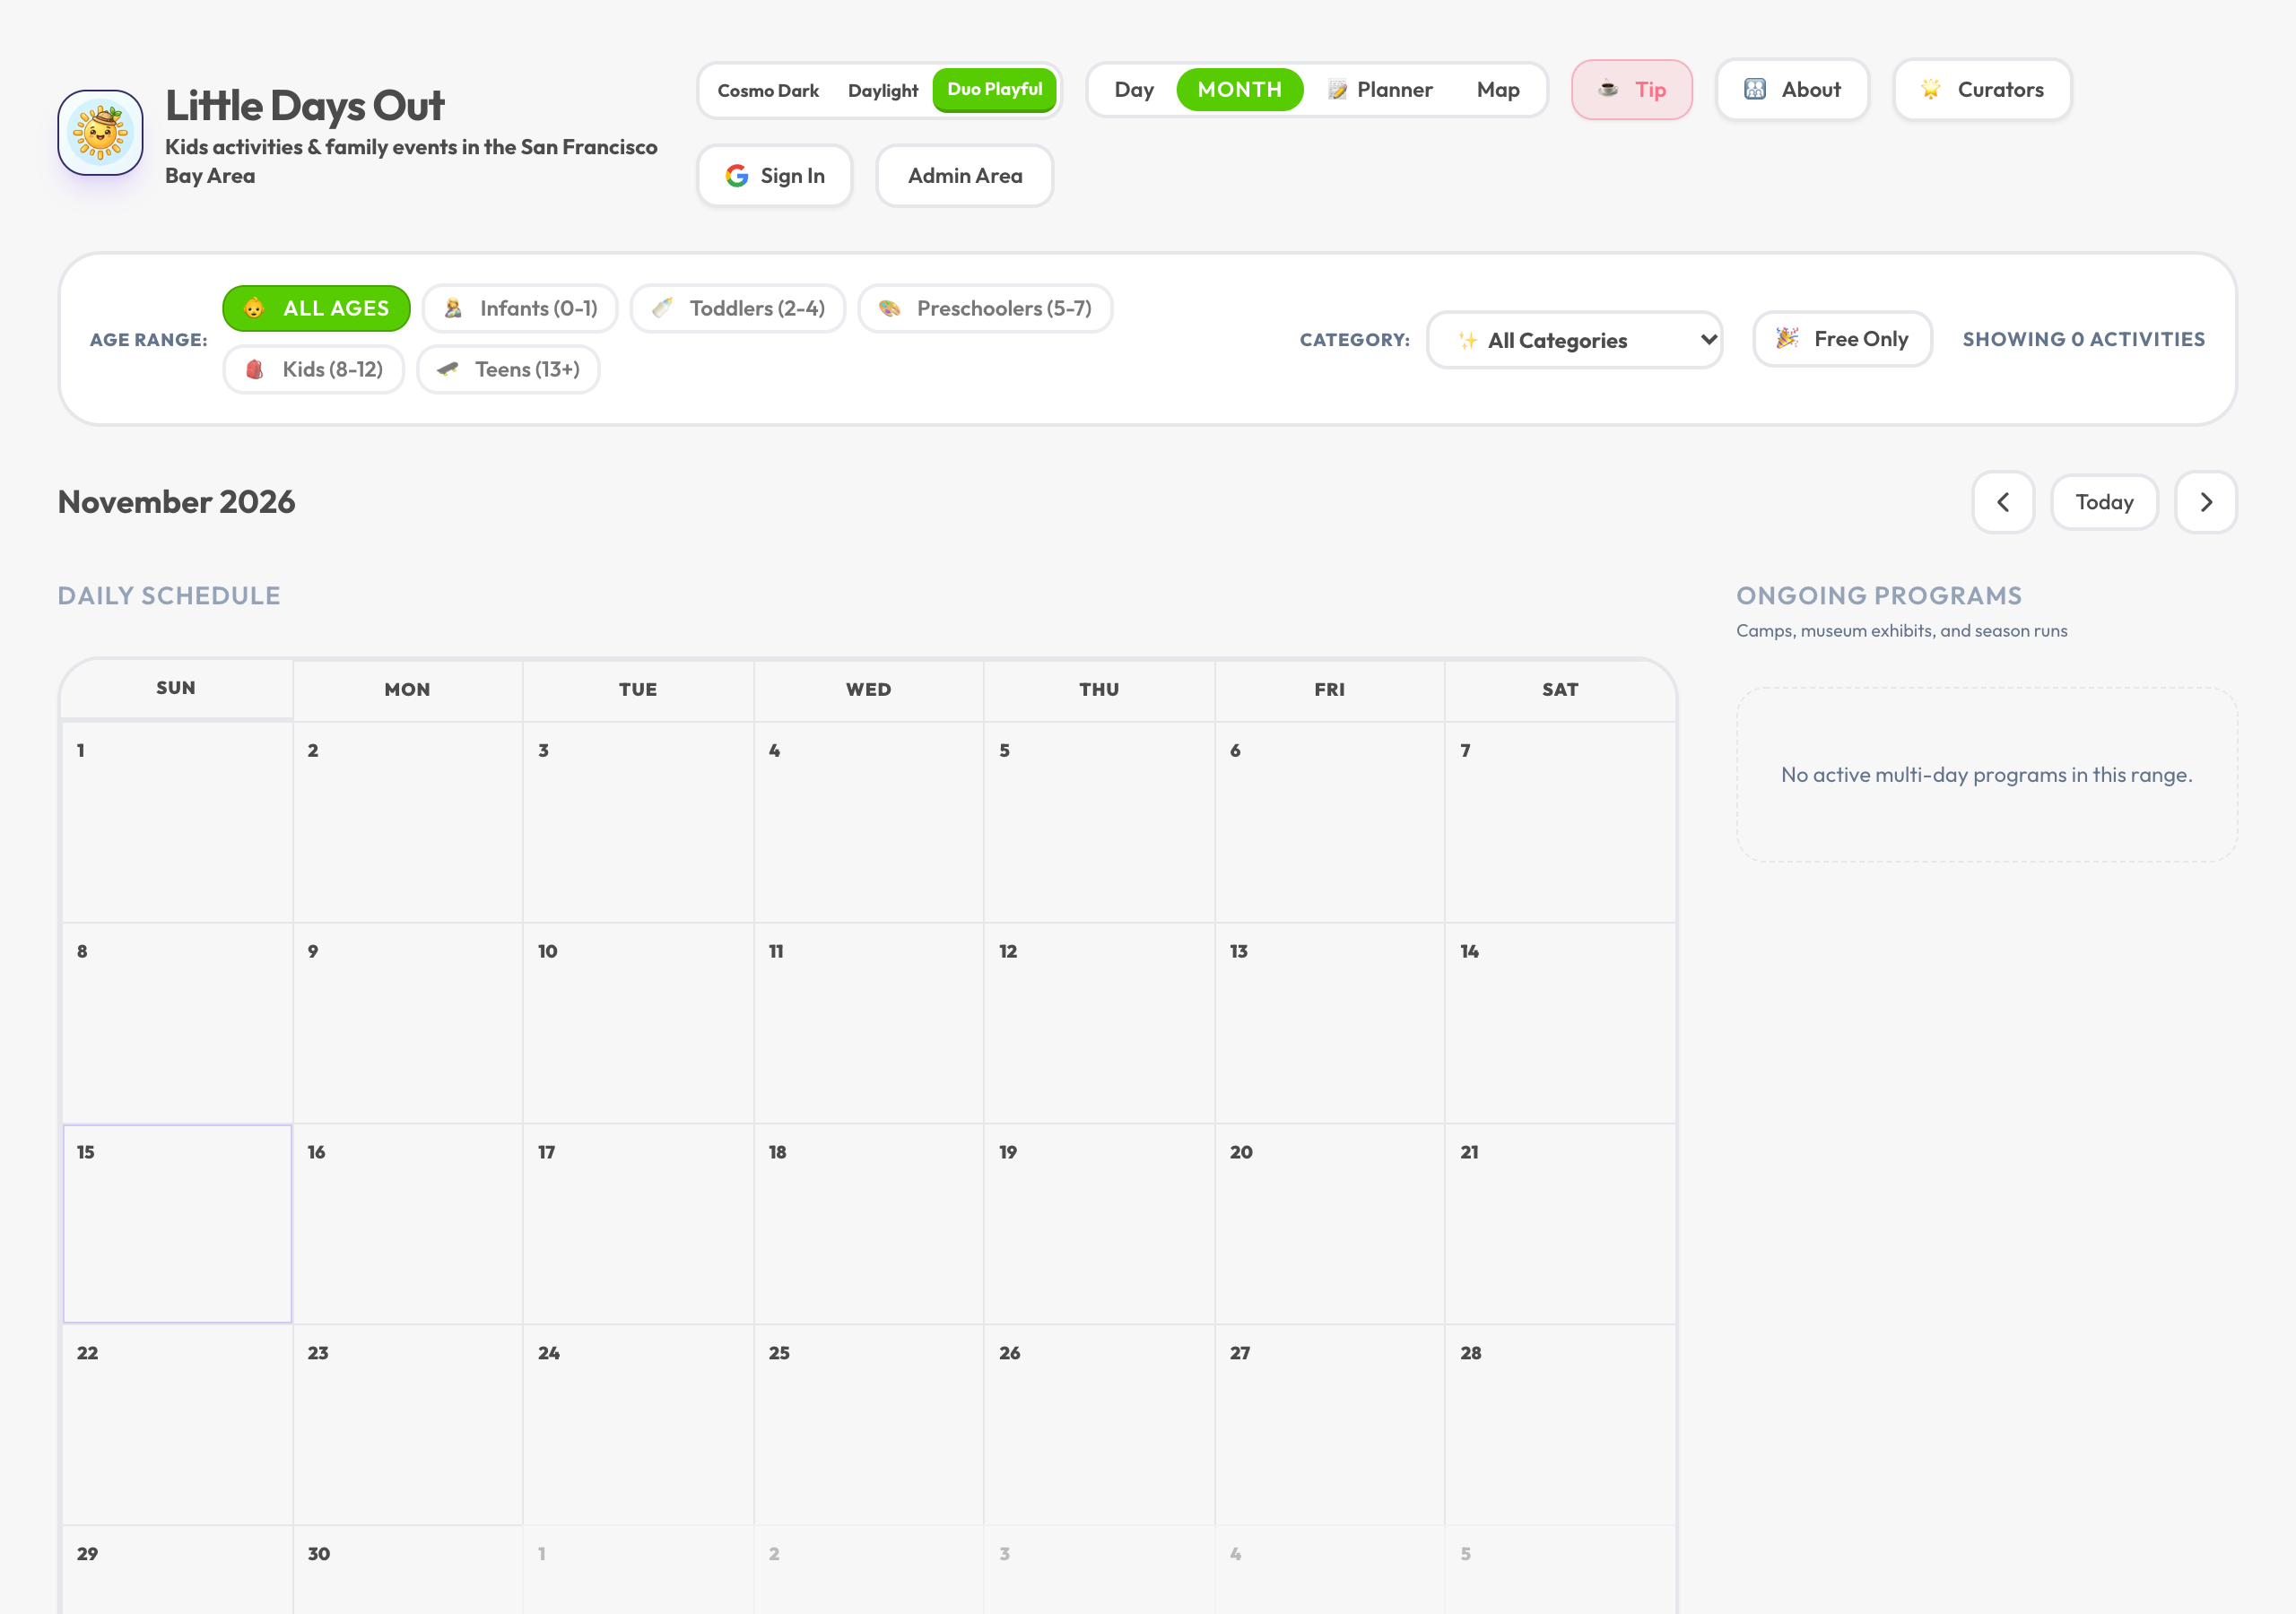 Little Days Out
Kids activities & family events in the San Francisco
Bay Area
Cosmo Dark
Daylight
Duo Playful
Day
MONTH
Planner
Map
Tip
About
Curators
Sign In
Admin Area
AGE RANGE:
ALL AGES
Infants (0-1)
Toddlers (2-4)
Preschoolers (5-7)
Kids (8-12)
Teens (13+)
CATEGORY:
All Categories
Free Only
SHOWING 0 ACTIVITIES
November 2026
Today
DAILY SCHEDULE
ONGOING PROGRAMS
Camps, museum exhibits, and season runs
No active multi-day programs in this range.
SUN MON TUE WED THU FRI SAT
1 2 3 4 5 6 7
8 9 10 11 12 13 14
15 16 17 18 19 20 21
22 23 24 25 26 27 28
29 30 1 2 3 4 5